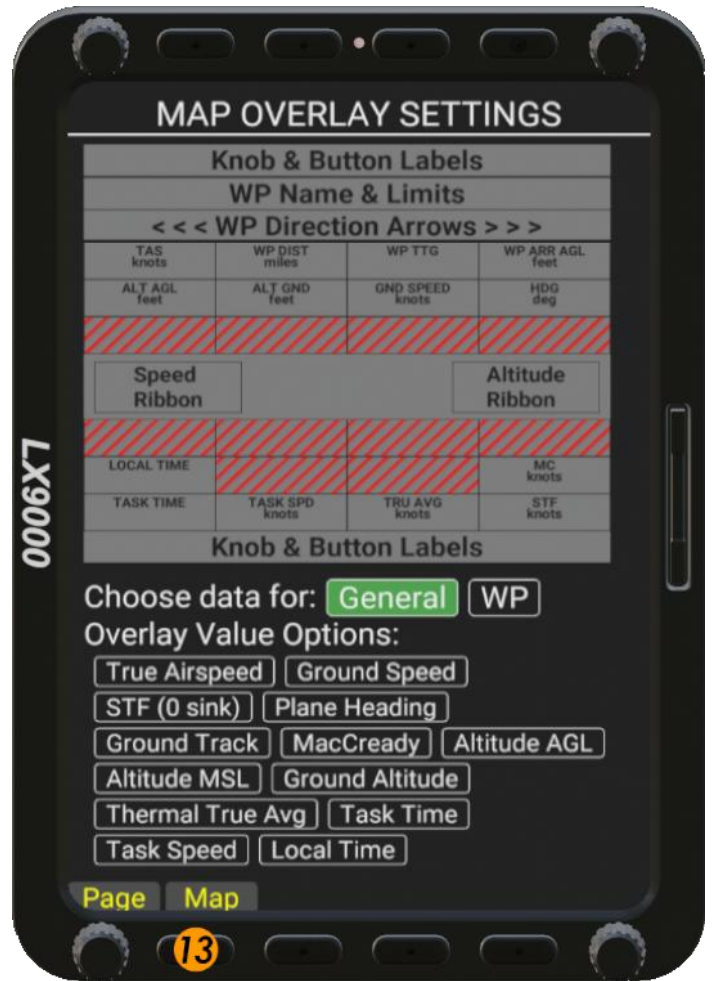 MAP OVERLAY SETTINGS
Knob & Button Labels
WP Name & Limits
< < < WP Direction Arrows > > >
TAS WP DIST WP TTG WP ARR AGL
knots miles feet
ALT AGL ALT GND GND SPEED HDG
feet feet knots deg
Speed Altitude
Ribbon Ribbon
LOCAL TIME MC
knots
TASK TIME TASK SPD TRU AVG STF
knots knots knots
Knob & Button Labels
LX9000
Choose data for: General WP
Overlay Value Options:
True Airspeed Ground Speed
STF (0 sink) Plane Heading
Ground Track MacCready Altitude AGL
Altitude MSL Ground Altitude
Thermal True Avg Task Time
Task Speed Local Time
Page Map
13